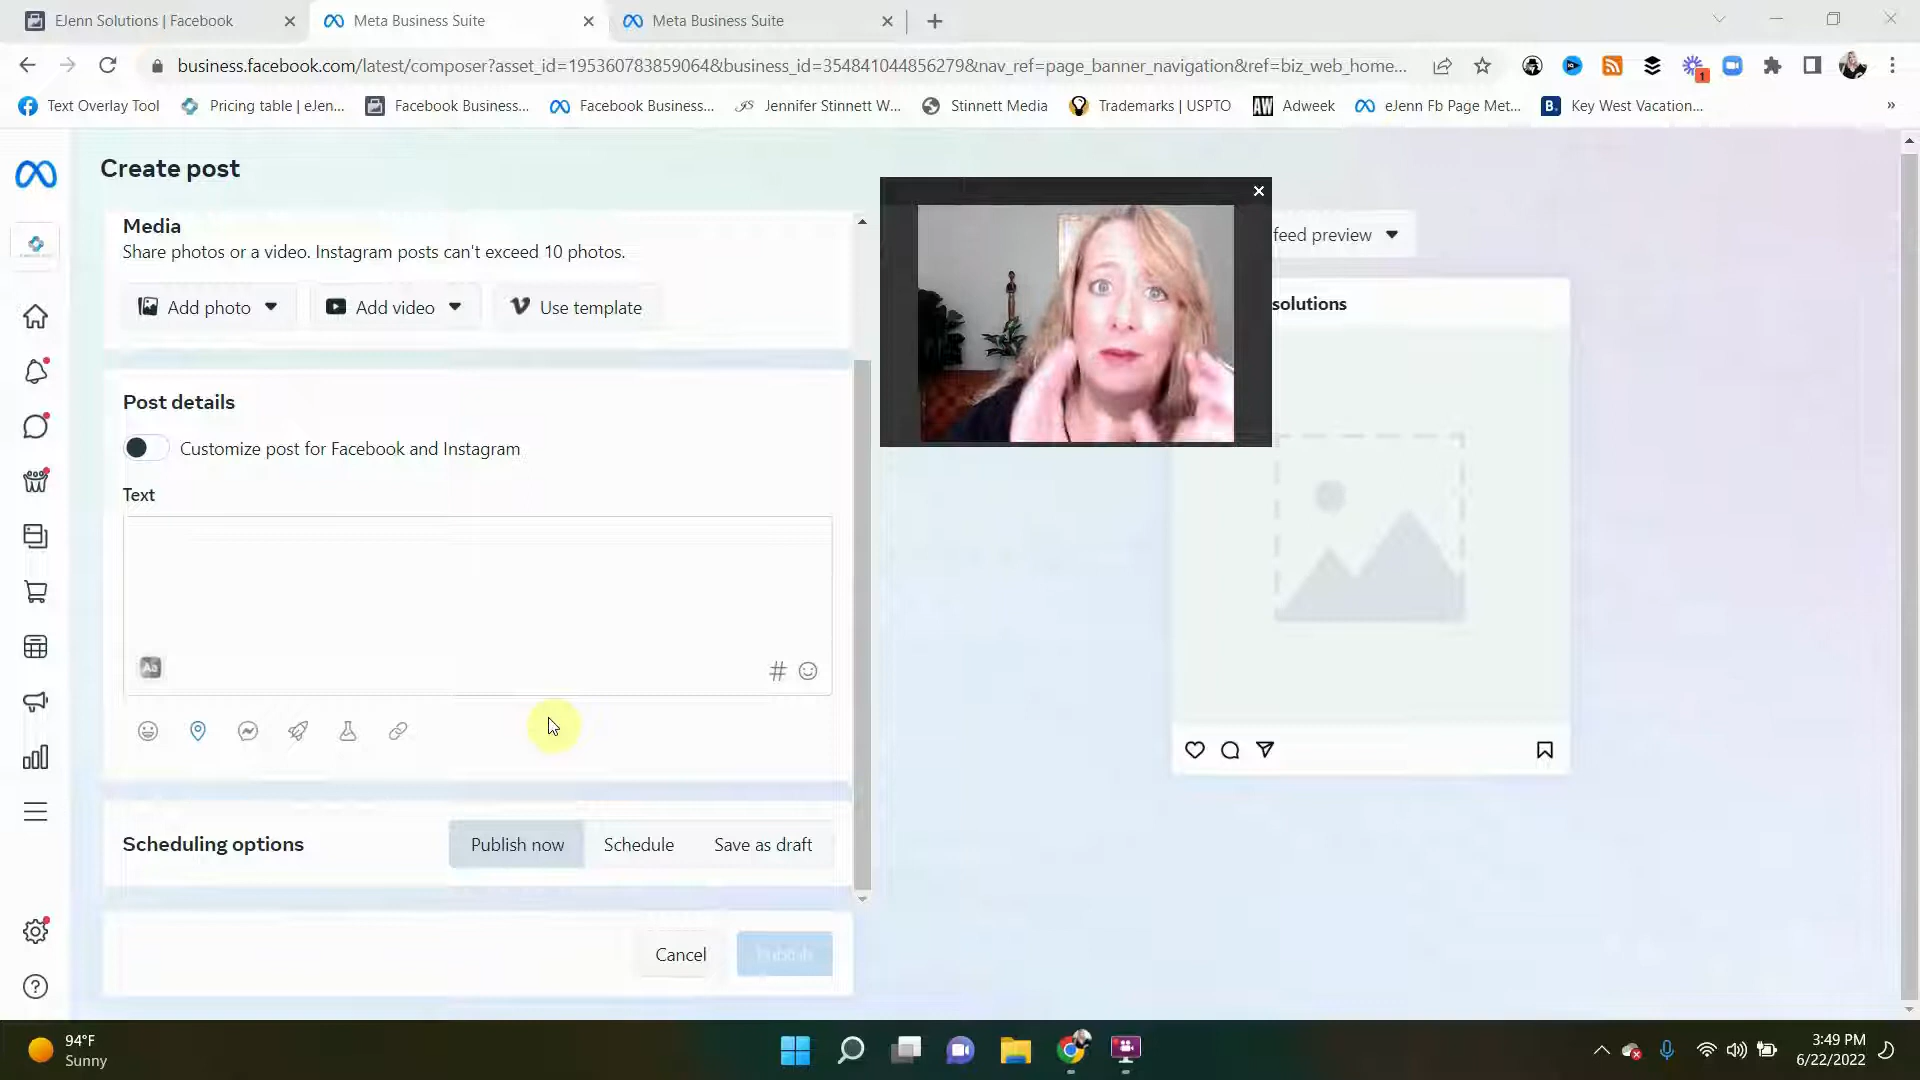 EJenn Solutions | Facebook
Meta Business Suite
Meta Business Suite
business.facebook.com/latest/composer?asset_id=195360783859064&business_id=354841044856279&nav_ref=page_banner_navigation&ref=biz_web_home...
Text Overlay Tool
Pricing table | eJen...
Facebook Business...
Facebook Business...
Jennifer Stinnett W...
Stinnett Media
Trademarks | USPTO
Adweek
eJenn Fb Page Met...
Key West Vacation...
Create post
Media
Share photos or a video. Instagram posts can't exceed 10 photos.
Add photo
Add video
Use template
feed preview
solutions
Post details
Customize post for Facebook and Instagram
Text
Aa
#
Scheduling options
Publish now
Schedule
Save as draft
Cancel
Publish
94°F
Sunny
3:49 PM
6/22/2022